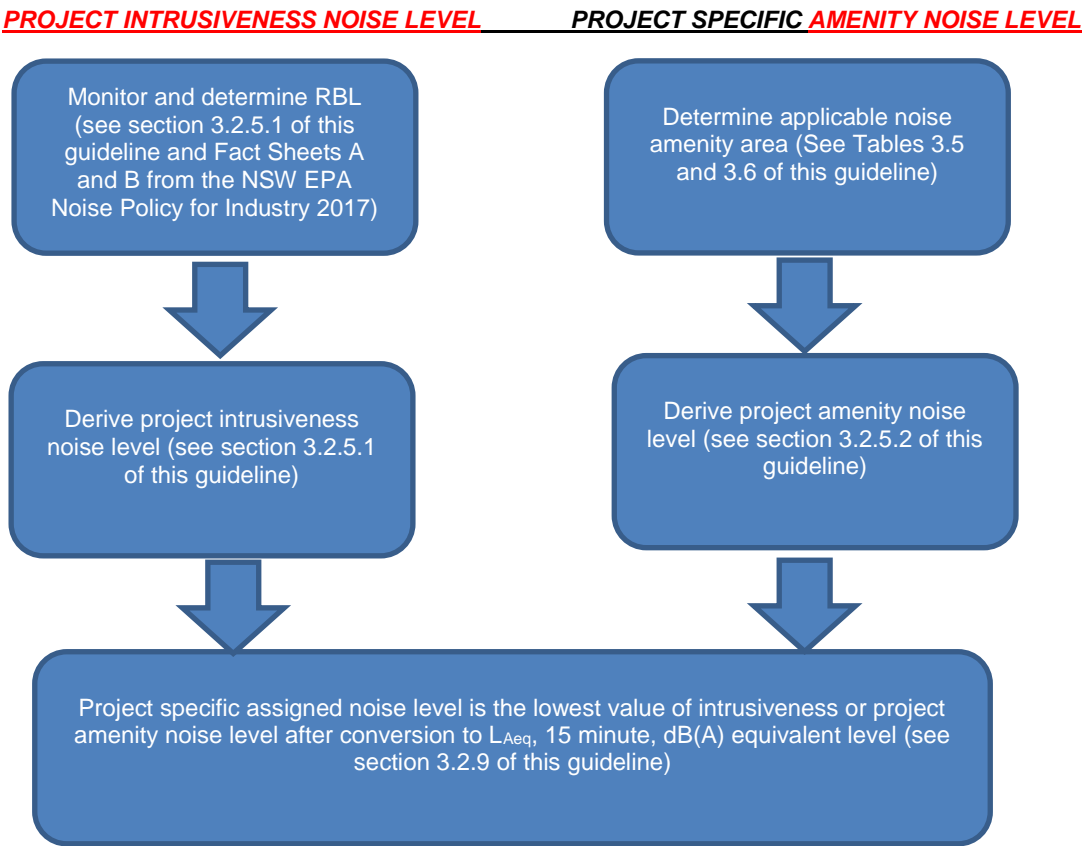 PROJECT INTRUSIVENESS NOISE LEVEL PROJECT SPECIFIC AMENITY NOISE LEVEL
Monitor and determine RBL
(see section 3.2.5.1 of this
guideline and Fact Sheets A
and B from the NSW EPA
Noise Policy for Industry 2017)
Determine applicable noise
amenity area (See Tables 3.5
and 3.6 of this guideline)
Derive project intrusiveness
noise level (see section 3.2.5.1
of this guideline)
Derive project amenity noise
level (see section 3.2.5.2 of this
guideline)
Project specific assigned noise level is the lowest value of intrusiveness or project
amenity noise level after conversion to LAeq, 15 minute, dB(A) equivalent level (see
section 3.2.9 of this guideline)